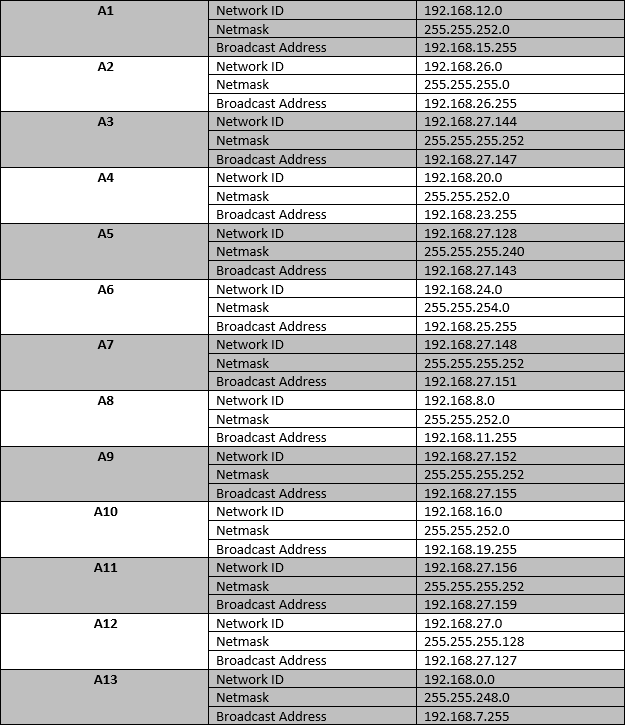 A1 Network ID 192.168.12.0
Netmask 255.255.252.0
Broadcast Address 192.168.15.255
A2 Network ID 192.168.26.0
Netmask 255.255.255.0
Broadcast Address 192.168.26.255
A3 Network ID 192.168.27.144
Netmask 255.255.255.252
Broadcast Address 192.168.27.147
A4 Network ID 192.168.20.0
Netmask 255.255.252.0
Broadcast Address 192.168.23.255
A5 Network ID 192.168.27.128
Netmask 255.255.255.240
Broadcast Address 192.168.27.143
A6 Network ID 192.168.24.0
Netmask 255.255.254.0
Broadcast Address 192.168.25.255
A7 Network ID 192.168.27.148
Netmask 255.255.255.252
Broadcast Address 192.168.27.151
A8 Network ID 192.168.8.0
Netmask 255.255.252.0
Broadcast Address 192.168.11.255
A9 Network ID 192.168.27.152
Netmask 255.255.255.252
Broadcast Address 192.168.27.155
A10 Network ID 192.168.16.0
Netmask 255.255.252.0
Broadcast Address 192.168.19.255
A11 Network ID 192.168.27.156
Netmask 255.255.255.252
Broadcast Address 192.168.27.159
A12 Network ID 192.168.27.0
Netmask 255.255.255.128
Broadcast Address 192.168.27.127
A13 Network ID 192.168.0.0
Netmask 255.255.248.0
Broadcast Address 192.168.7.255